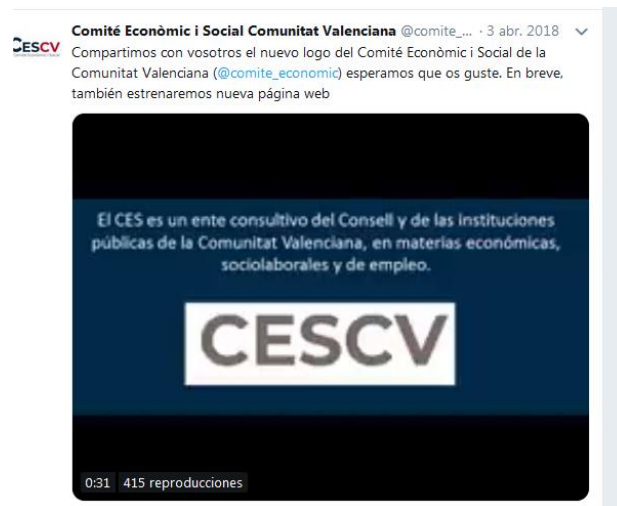 Comité Econòmic i Social Comunitat Valenciana @comite_... · 3 abr. 2018
CESCV
Compartimos con vosotros el nuevo logo del Comité Econòmic i Social de la
Comunitat Valenciana (@comite_economic) esperamos que os guste. En breve,
también estrenaremos nueva página web
El CES es un ente consultivo del Consell y de las instituciones
públicas de la Comunitat Valenciana, en materias económicas,
sociolaborales y de empleo.
CESCV
0:31 415 reproducciones